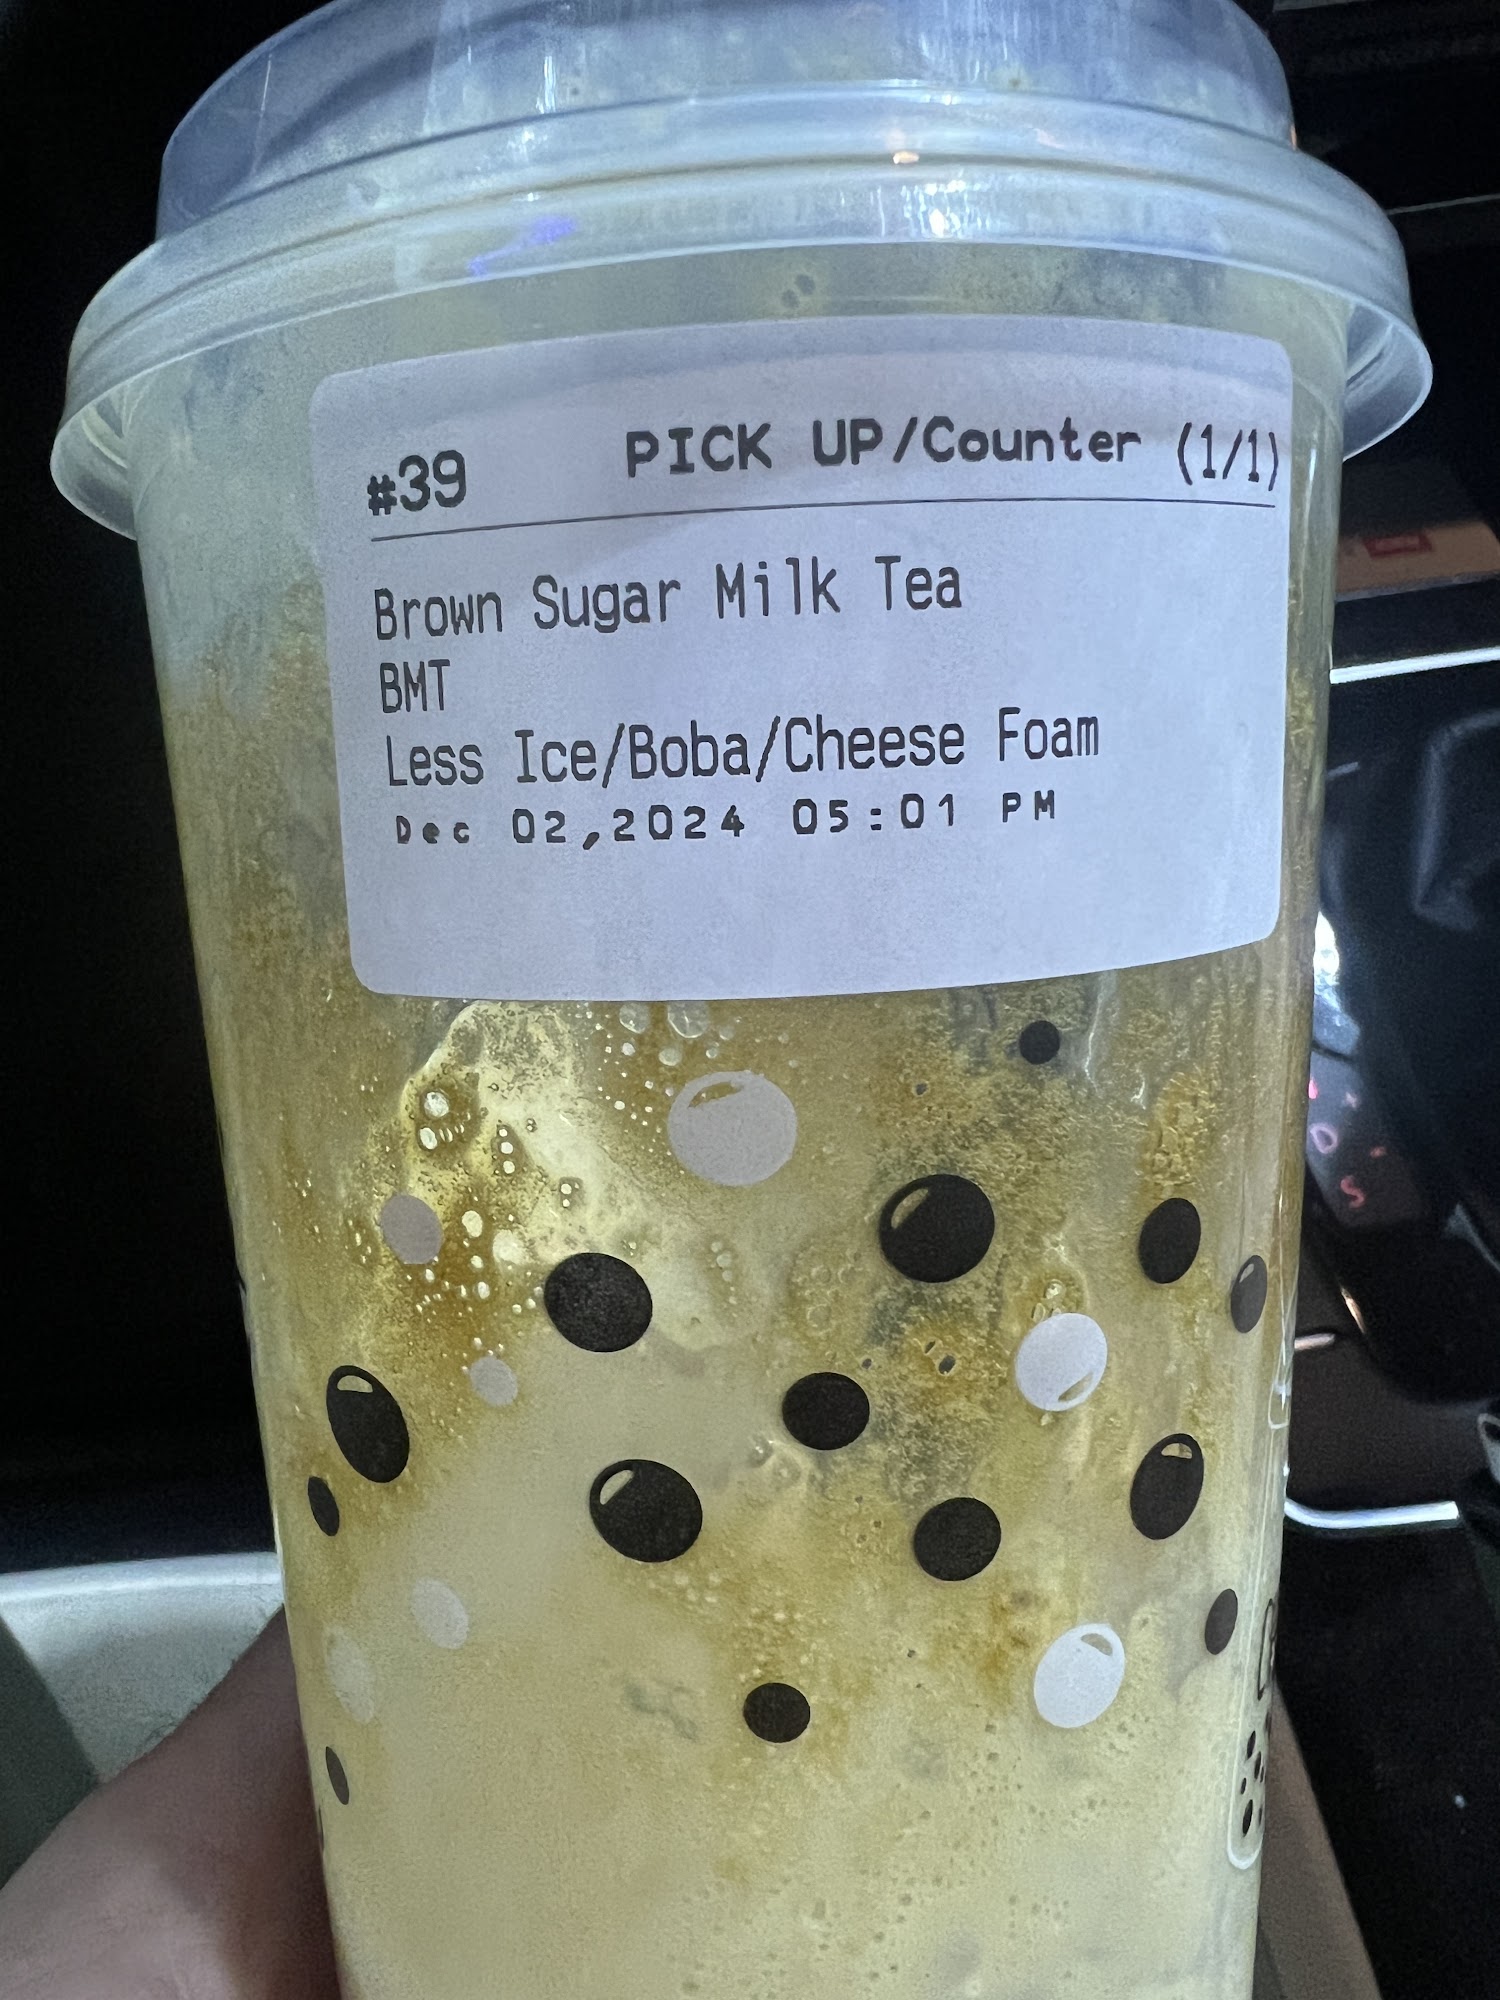 #39 PICK UP/Counter (1/1)
Brown Sugar Milk Tea
BMT
Less Ice/Boba/Cheese Foam
Dec 02,2024 05:01 PM